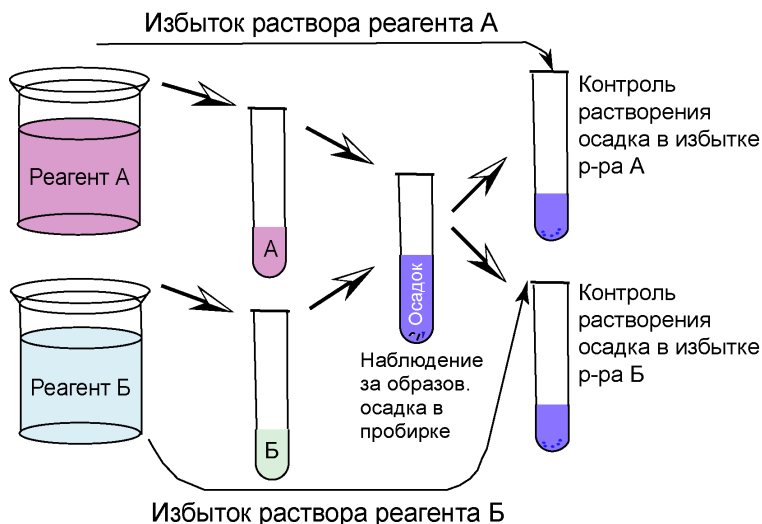 Избыток раствора реагента А
Реагент А
А
Контроль
растворения
осадка в избытке
р-ра А
Осадок
Реагент Б
Б
Наблюдение
за образов.
осадка в
пробирке
Контроль
растворения
осадка в избытке
р-ра Б
Избыток раствора реагента Б